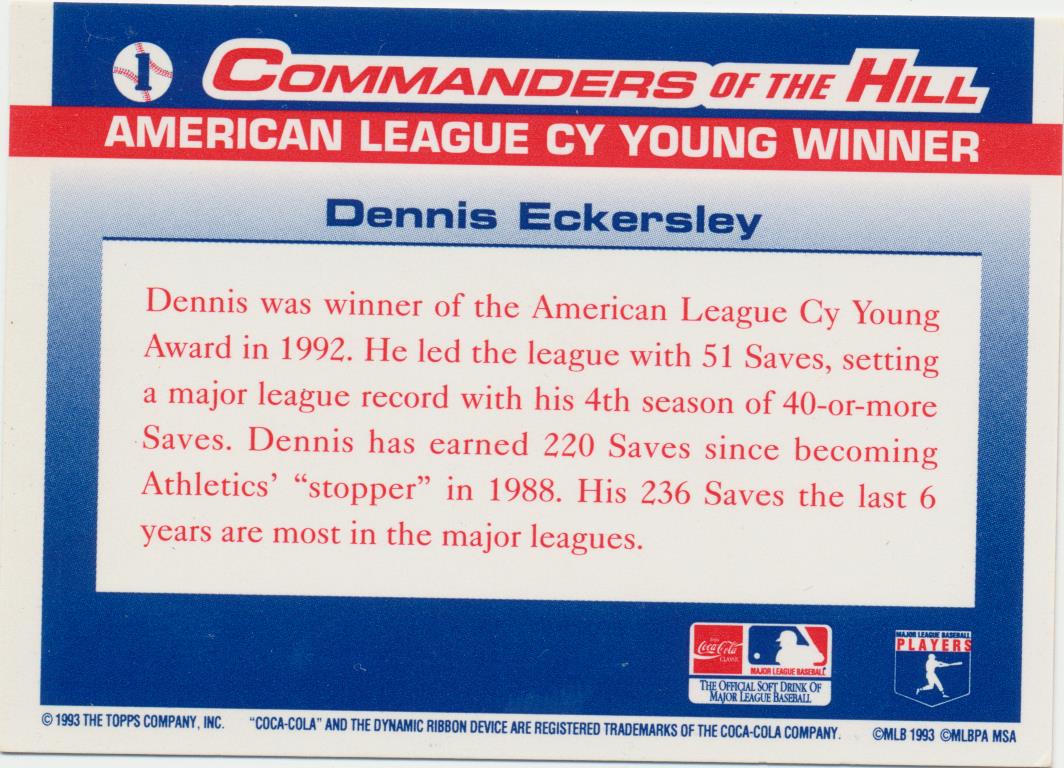 1 COMMANDERS OF THE HILL
AMERICAN LEAGUE CY YOUNG WINNER
Dennis Eckersley
Dennis was winner of the American League Cy Young
Award in 1992. He led the league with 51 Saves, setting
a major league record with his 4th season of 40-or-more
Saves. Dennis has earned 220 Saves since becoming
Athletics' “stopper” in 1988. His 236 Saves the last 6
years are most in the major leagues.
Coca-Cola
CLASSIC
MAJOR LEAGUE BASEBALL
THE OFFICIAL SOFT DRINK OF
MAJOR LEAGUE BASEBALL
MAJOR LEAGUE BASEBALL
PLAYERS
© 1993 THE TOPPS COMPANY, INC. “COCA-COLA” AND THE DYNAMIC RIBBON DEVICE ARE REGISTERED TRADEMARKS OF THE COCA-COLA COMPANY. ©MLB 1993 ©MLBPA MSA